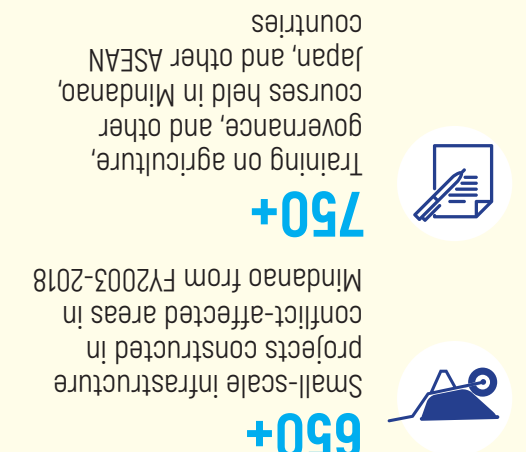 650+
Small-scale infrastructure
projects constructed in
conflict-affected areas in
Mindanao from FY2003-2018
750+
Training on agriculture,
governance, and other
courses held in Mindanao,
Japan, and other ASEAN
countries